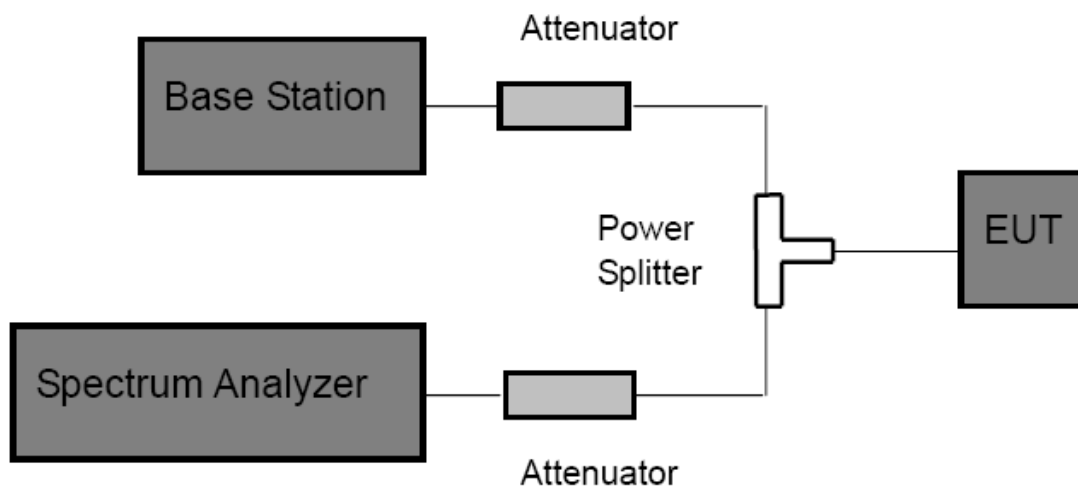 Attenuator
Base Station
Power
Splitter
EUT
Spectrum Analyzer
Attenuator